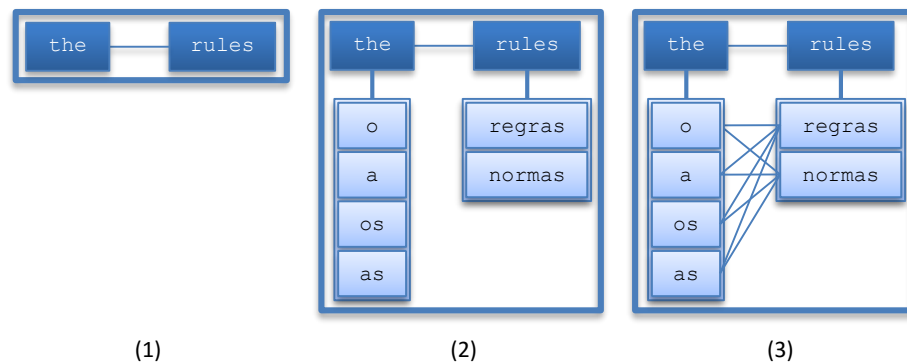 the rules
the rules
o regras
a normas
os
as
the rules
o regras
a normas
os
as
(1) (2) (3)